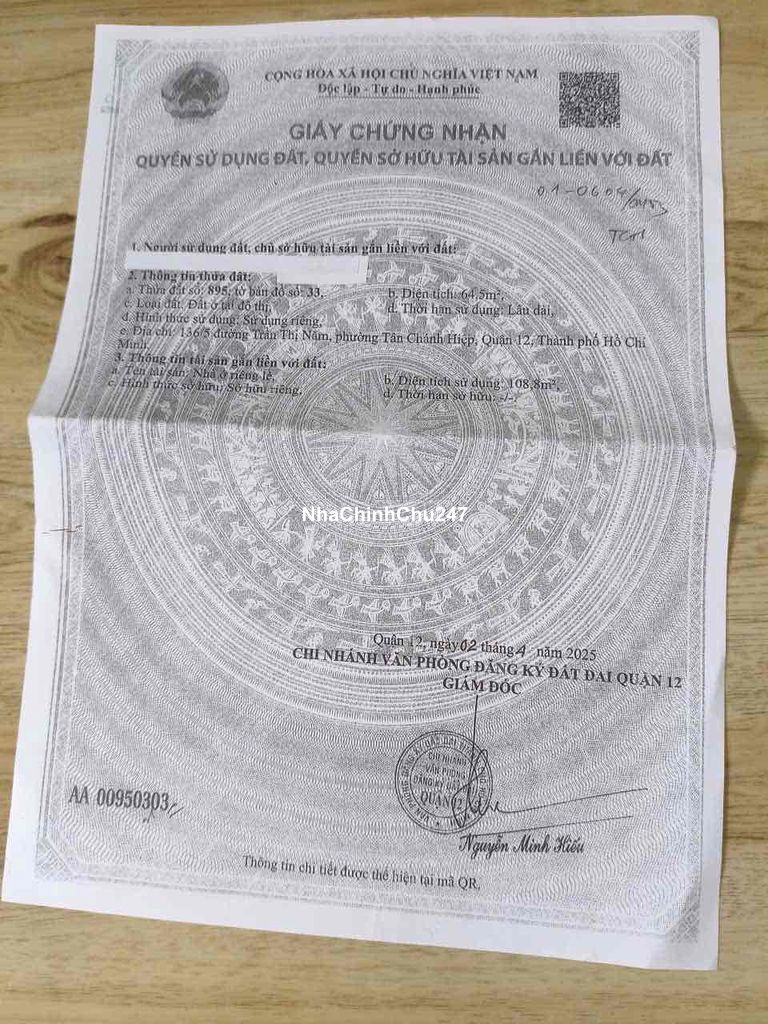 CỘNG HÒA XÃ HỘI CHỦ NGHĨA VIỆT NAM
Độc lập - Tự do - Hạnh phúc
GIẤY CHỨNG NHẬN
QUYỀN SỬ DỤNG ĐẤT, QUYỀN SỞ HỮU TÀI SẢN GẮN LIỀN VỚI ĐẤT
1. Người sử dụng đất, chủ sở hữu tài sản gắn liền với đất:
2. Thông tin thửa đất:
a. Thửa đất số: 895, tờ bản đồ số: 33, b. Diện tích: 64,5m²,
c. Loại đất: Đất ở tại đô thị, d. Thời hạn sử dụng: Lâu dài,
đ. Hình thức sử dụng: Sử dụng riêng,
e. Địa chỉ: 136/5 đường Trần Thị Năm, phường Tân Chánh Hiệp, Quận 12, Thành phố Hồ Chí
Minh.
3. Thông tin tài sản gắn liền với đất:
a. Tên tài sản: Nhà ở riêng lẻ, b. Diện tích sử dụng: 108,8m²,
c. Hình thức sở hữu: Sở hữu riêng, d. Thời hạn sở hữu: -/-.
NhaChinhChu247
Quận 12, ngày 02 tháng 4 năm 2025
CHI NHÁNH VĂN PHÒNG ĐĂNG KÝ ĐẤT ĐAI QUẬN 12
GIÁM ĐỐC
CHI NHÁNH
VĂN PHÒNG
ĐĂNG KÝ
QUẬN 12
Nguyễn Minh Hiếu
AA 00950303
Thông tin chi tiết được thể hiện tại mã QR.